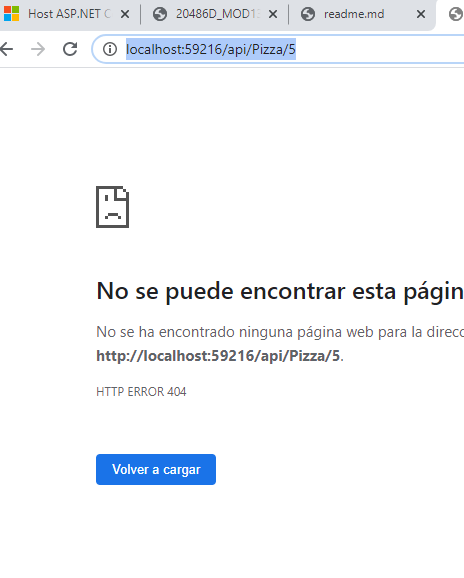 Host ASP.NET C
20486D_MOD13
readme.md
localhost:59216/api/Pizza/5
No se puede encontrar esta págin
No se ha encontrado ninguna página web para la direcc
http://localhost:59216/api/Pizza/5.
HTTP ERROR 404
Volver a cargar